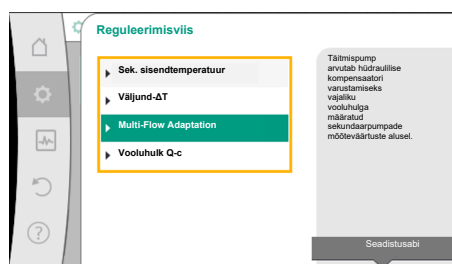 Reguleerimisviis
Sek. sisendtemperatuur
Väljund-ΔT
Multi-Flow Adaptation
Vooluhulk Q-c
Täitmispump
arvutab hüdraulilise
kompensaatori
varustamiseks
vajaliku
vooluhulga
määratud
sekundaarpumpade
mõõteväärtuste alusel.
Seadistusabi